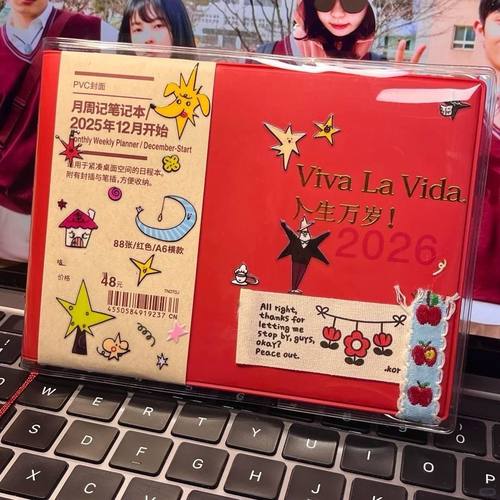 PVC封面
月周记笔记本/
2025年12月开始
Monthly Weekly Planner / December-Start
用于紧凑桌面空间的日程本,
附有封插与笔插,方便收纳。
88张/红色/A6横款
价格
48元
4550584919237 CN
Viva La Vida
人生万岁!
2026
All right,
thanks for
letting me
stop by, guys,
okay?
Peace out.
.kor
Q
W
E
R
T
Y
U
I
O
P
S
D
F
G
H
J
K
L
X
C
V
B
N
M